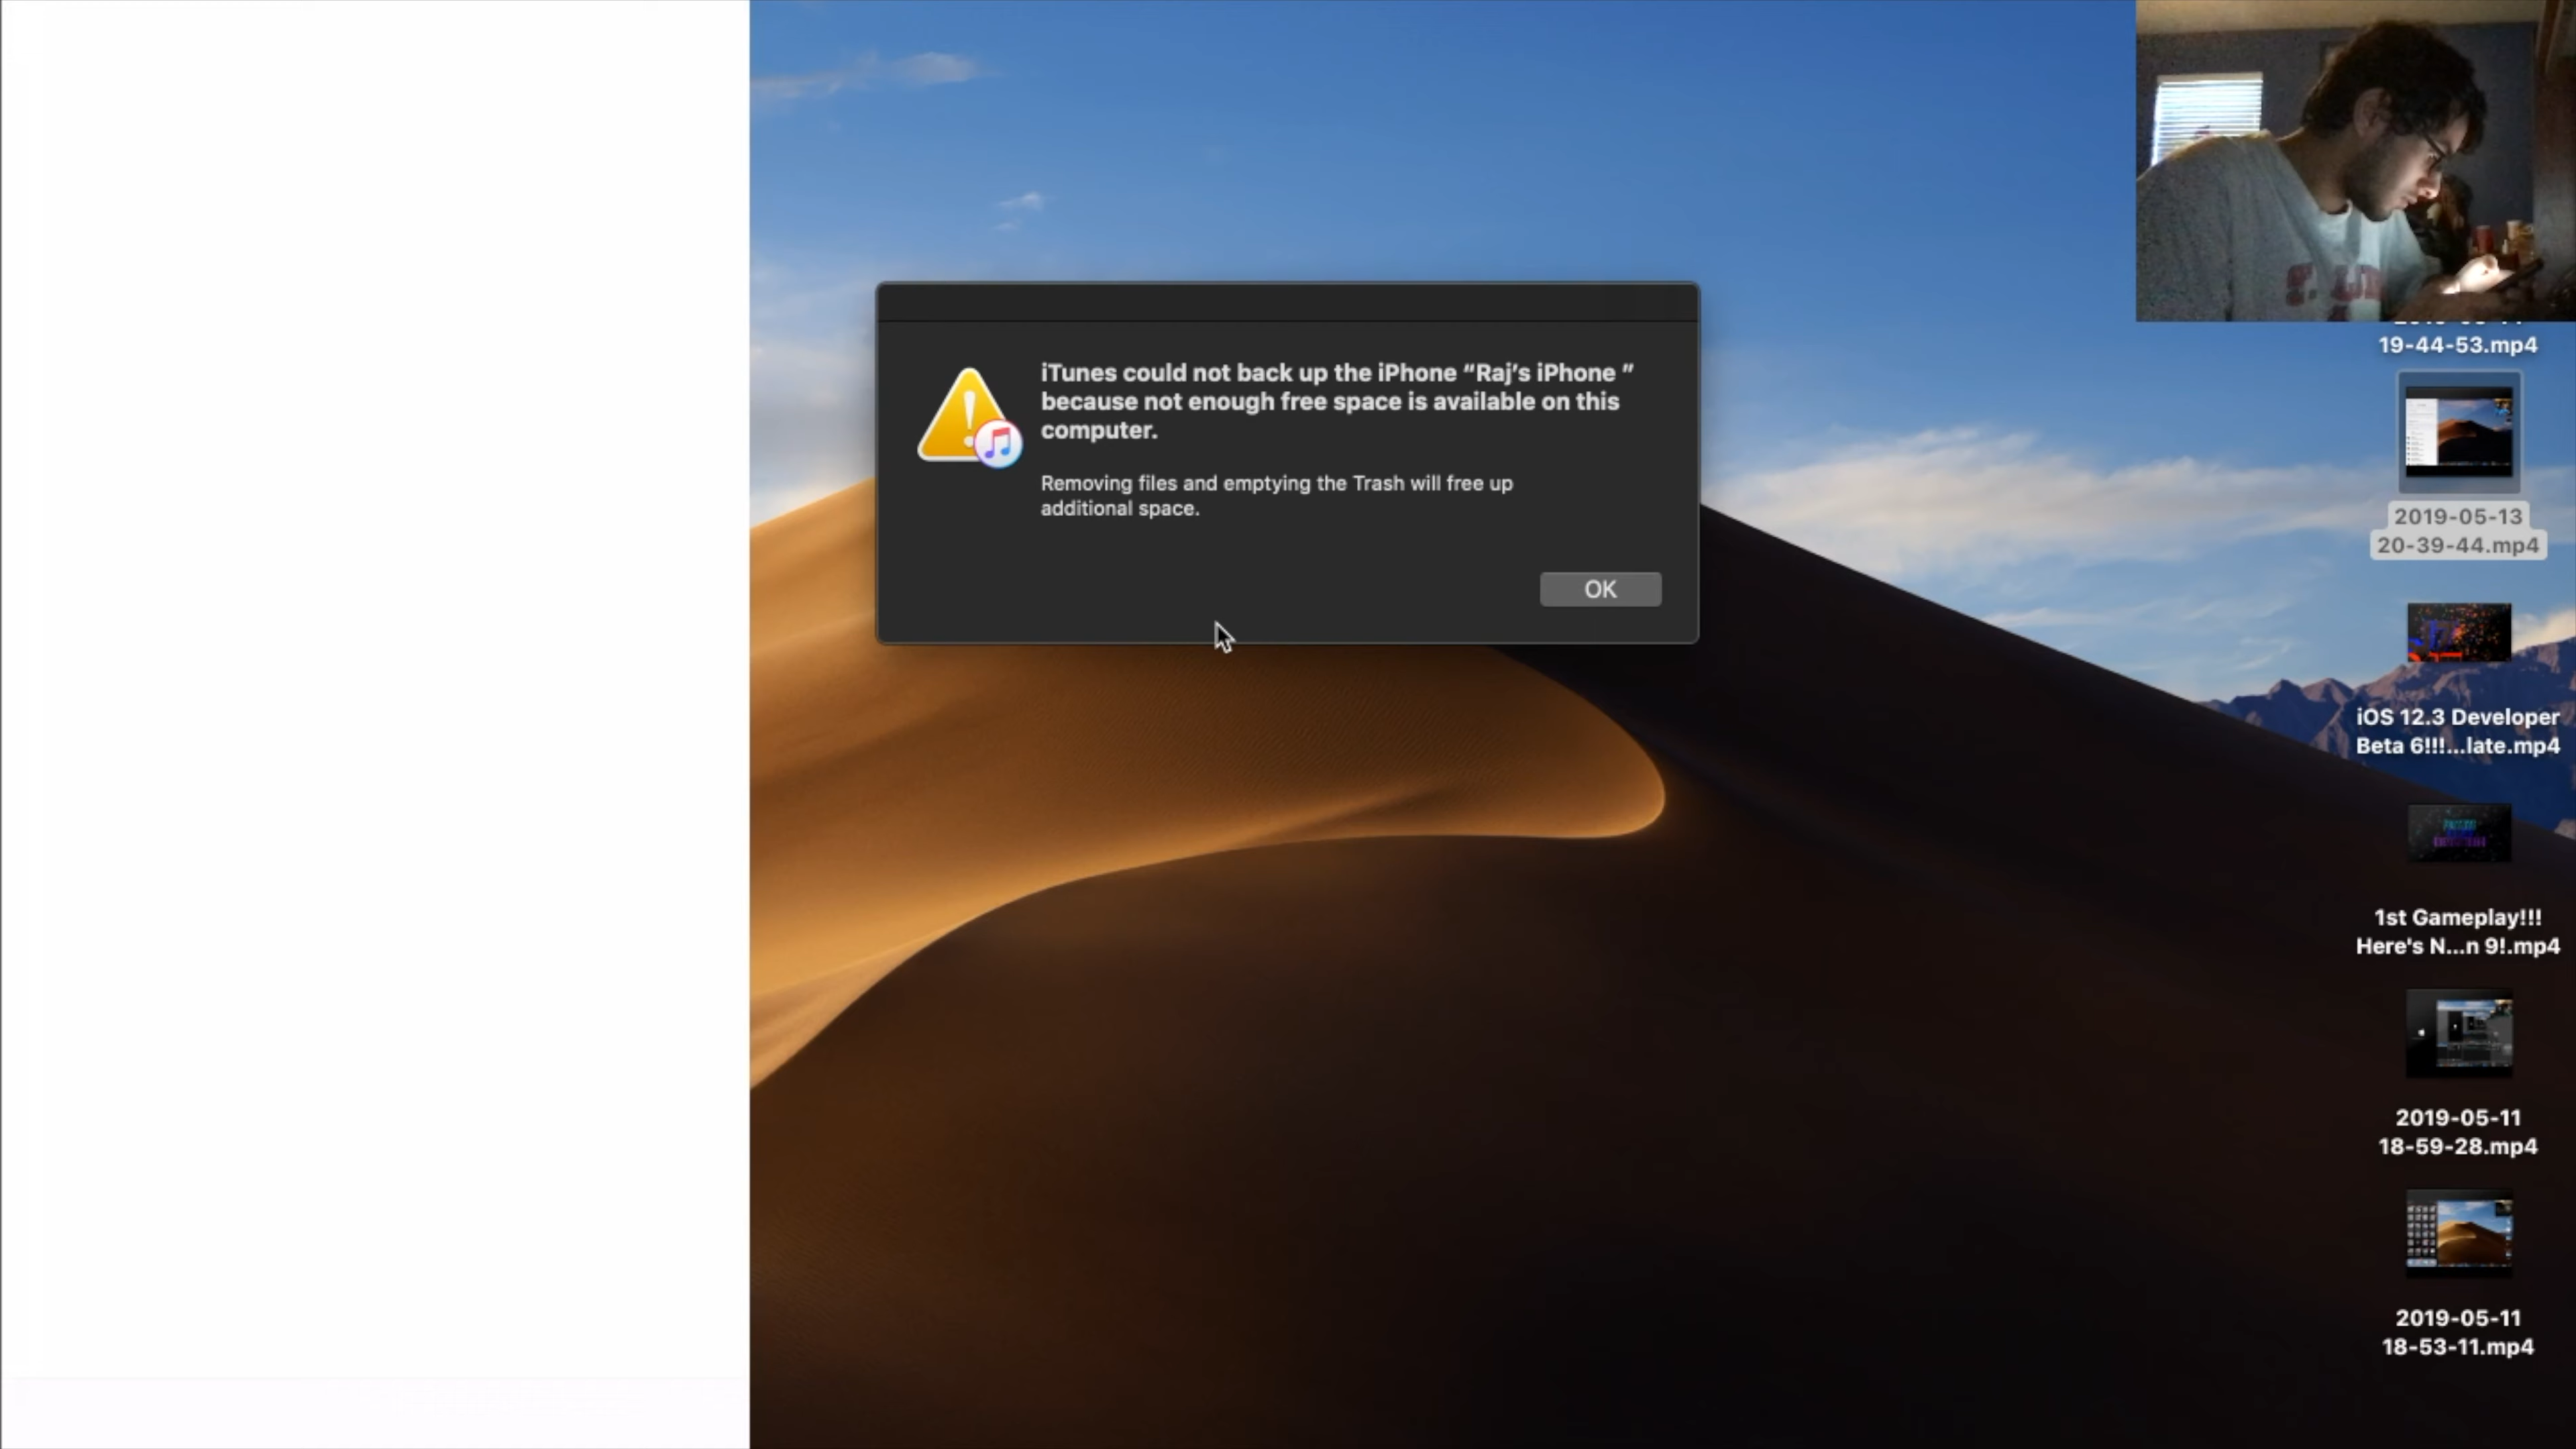 iTunes could not back up the iPhone “Raj’s iPhone ”
because not enough free space is available on this
computer.
Removing files and emptying the Trash will free up
additional space.
OK
19-44-53.mp4
2019-05-13
20-39-44.mp4
iOS 12.3 Developer
Beta 6!!!...late.mp4
1st Gameplay!!!
Here's N...n 9!.mp4
2019-05-11
18-59-28.mp4
2019-05-11
18-53-11.mp4